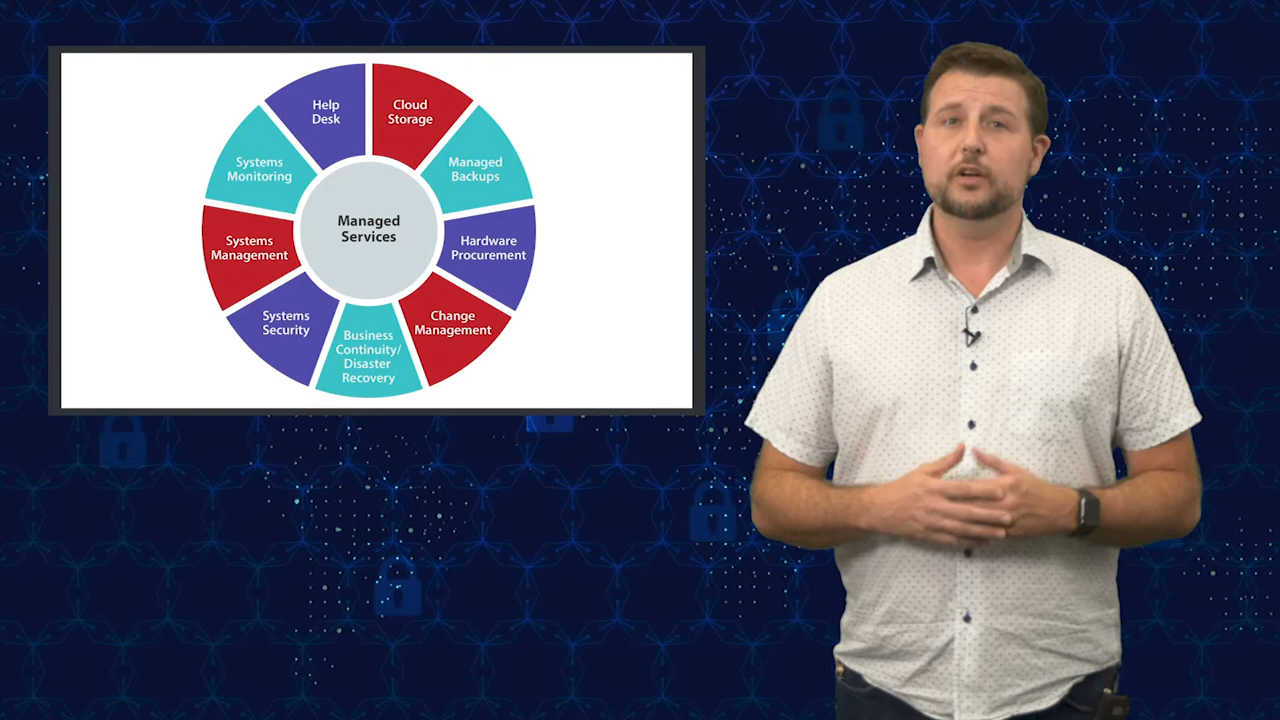 Help
Desk
Cloud
Storage
Systems
Monitoring
Managed
Backups
Managed
Services
Systems
Management
Hardware
Procurement
Systems
Security
Change
Management
Business
Continuity/
Disaster
Recovery